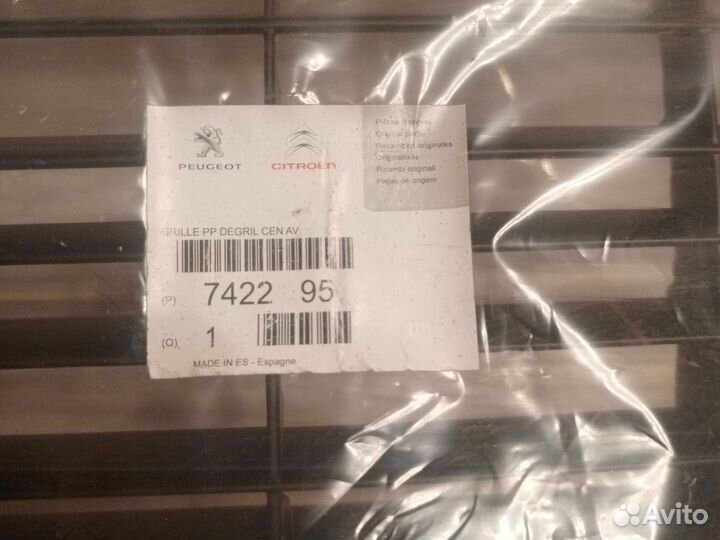 PEUGEOT
CITROËN
Pièces d'origine
Original parts
Recambios originales
Originalteile
Ricambi originali
Peças de origem
GRILLE PP DEGRIL CEN AV
(P) 7422 95
(Q) 1
MADE IN ES - Espagne
Avito